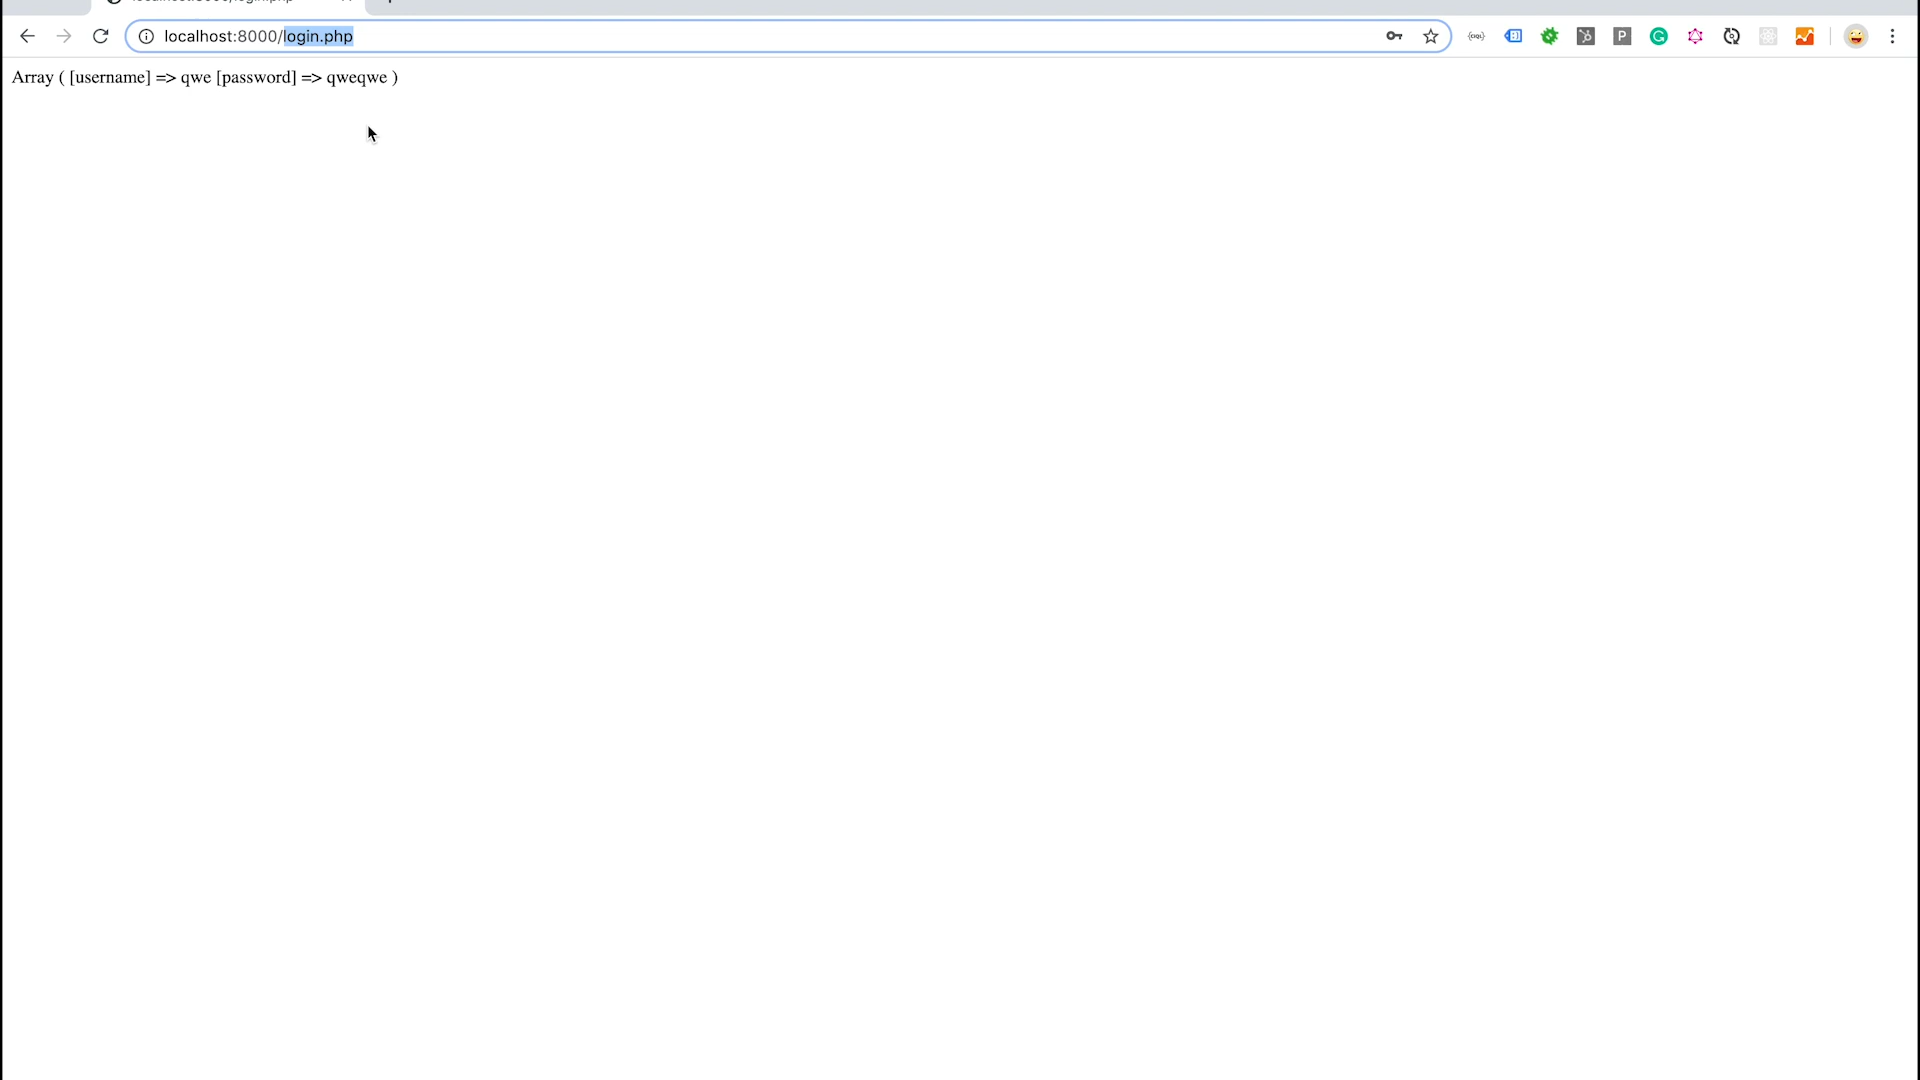 localhost:8000/login.php
Array ( [username] => qwe [password] => qweqwe )
P
G